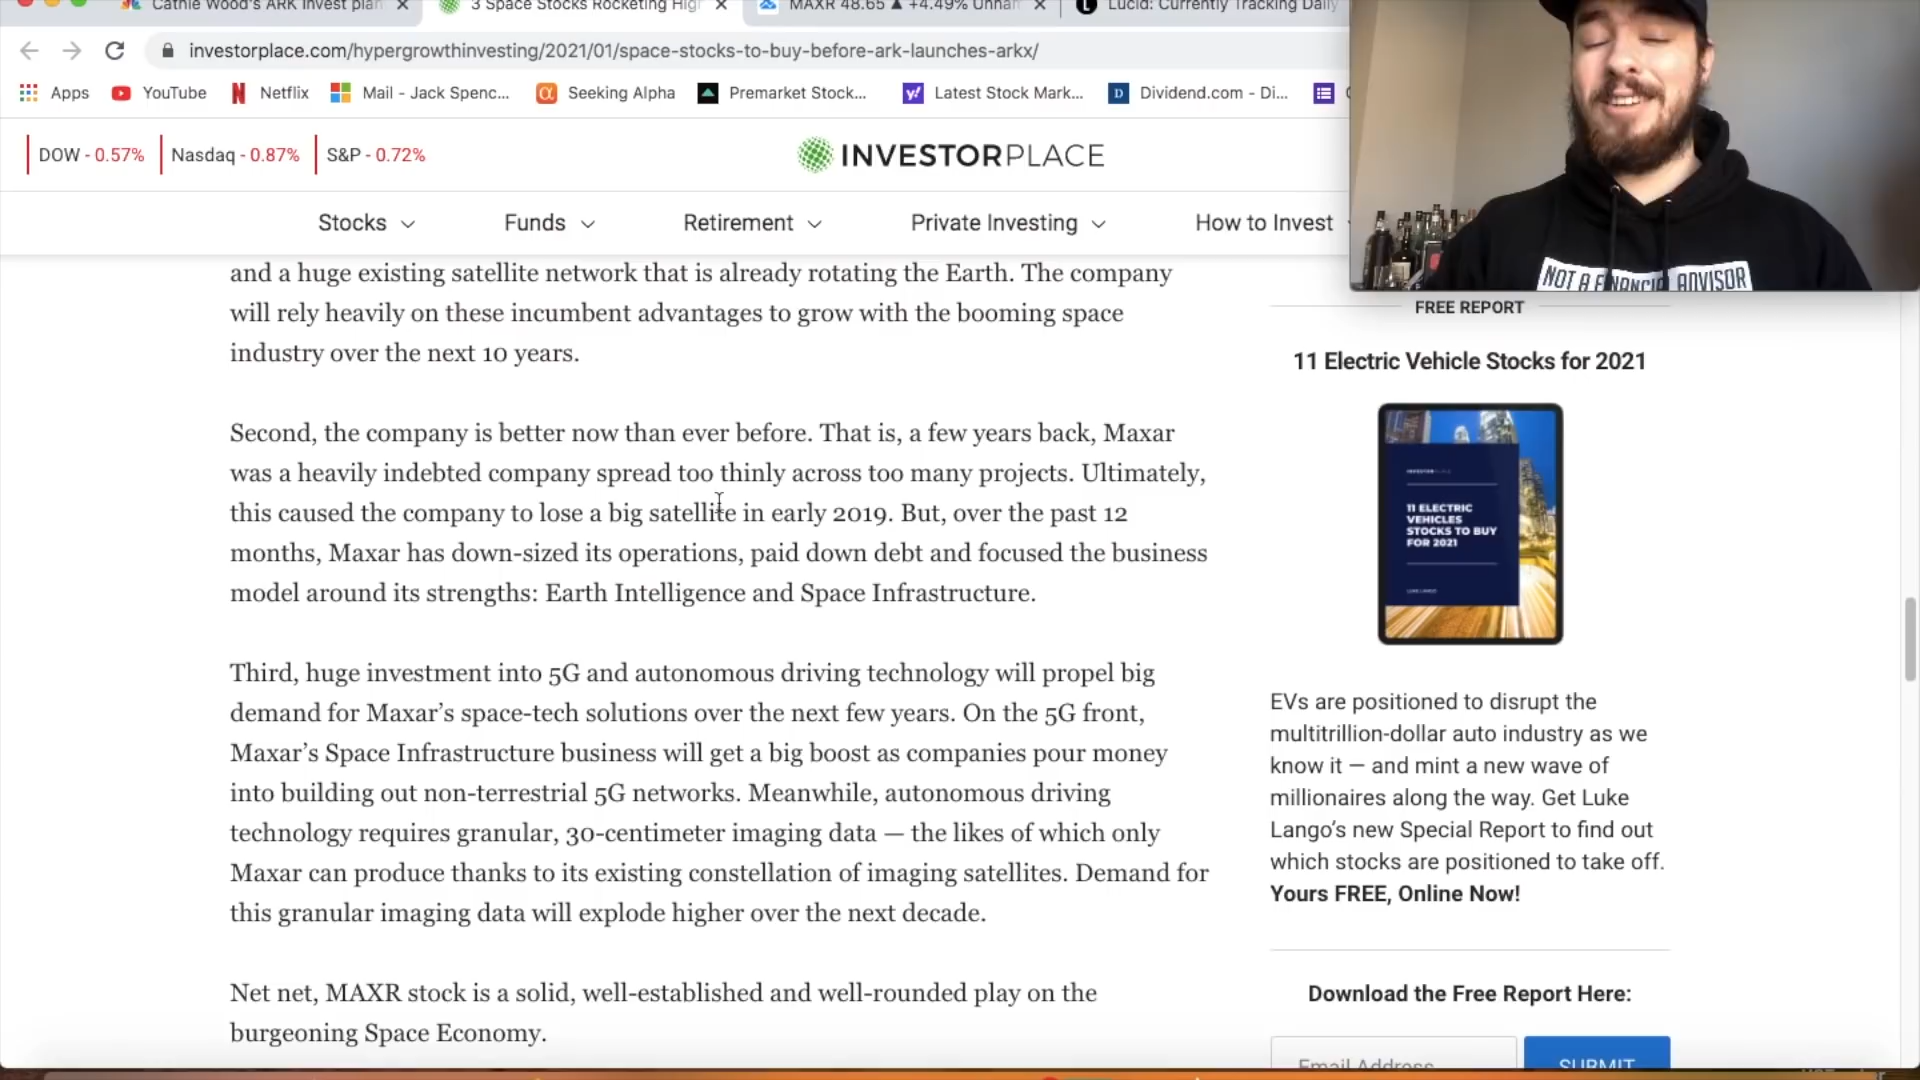 Cathie Wood's ARK Invest plan
3 Space Stocks Rocketing High
MAXR 48.65 ▲ +4.49% Unnam
Lucid: Currently Tracking Daily
investorplace.com/hypergrowthinvesting/2021/01/space-stocks-to-buy-before-ark-launches-arkx/
Apps
YouTube
Netflix
Mail - Jack Spenc...
Seeking Alpha
Premarket Stock...
Latest Stock Mark...
Dividend.com - Di...
DOW - 0.57%
Nasdaq - 0.87%
S&P - 0.72%
INVESTORPLACE
Stocks
Funds
Retirement
Private Investing
How to Invest
NOT A FINANCIAL ADVISOR
and a huge existing satellite network that is already rotating the Earth. The company
will rely heavily on these incumbent advantages to grow with the booming space
industry over the next 10 years.
Second, the company is better now than ever before. That is, a few years back, Maxar
was a heavily indebted company spread too thinly across too many projects. Ultimately,
this caused the company to lose a big satellite in early 2019. But, over the past 12
months, Maxar has down-sized its operations, paid down debt and focused the business
model around its strengths: Earth Intelligence and Space Infrastructure.
Third, huge investment into 5G and autonomous driving technology will propel big
demand for Maxar’s space-tech solutions over the next few years. On the 5G front,
Maxar’s Space Infrastructure business will get a big boost as companies pour money
into building out non-terrestrial 5G networks. Meanwhile, autonomous driving
technology requires granular, 30-centimeter imaging data — the likes of which only
Maxar can produce thanks to its existing constellation of imaging satellites. Demand for
this granular imaging data will explode higher over the next decade.
Net net, MAXR stock is a solid, well-established and well-rounded play on the
burgeoning Space Economy.
FREE REPORT
11 Electric Vehicle Stocks for 2021
11 ELECTRIC
VEHICLES
STOCKS TO BUY
FOR 2021
LUKE LANGO
EVs are positioned to disrupt the
multitrillion-dollar auto industry as we
know it — and mint a new wave of
millionaires along the way. Get Luke
Lango’s new Special Report to find out
which stocks are positioned to take off.
Yours FREE, Online Now!
Download the Free Report Here:
Email Address
SUBMIT